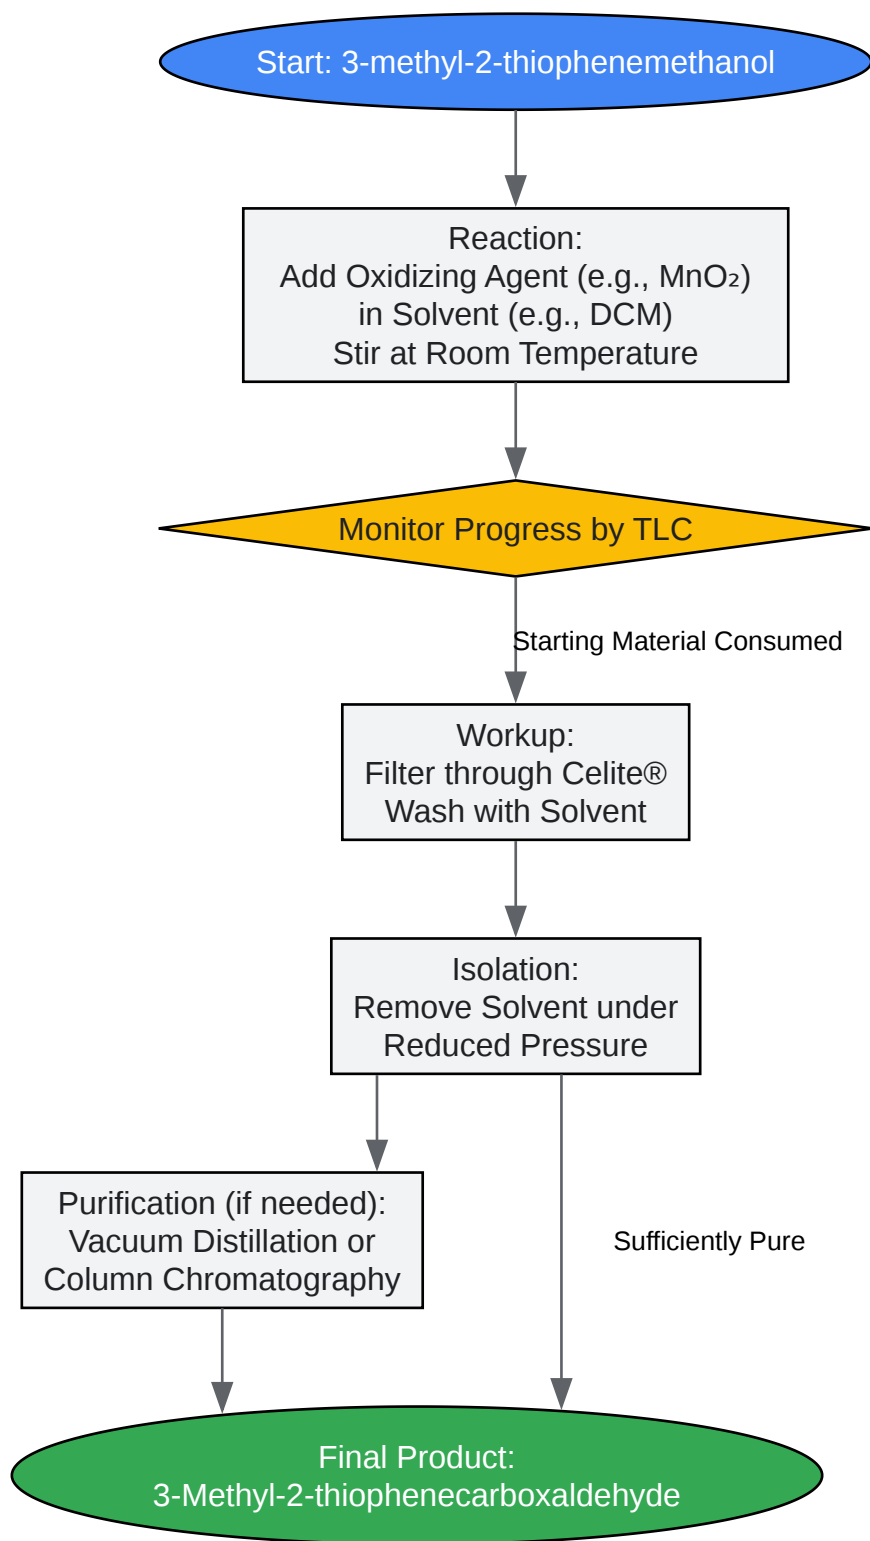 Start: 3-methyl-2-thiophenemethanol
Reaction:
Add Oxidizing Agent (e.g., MnO₂)
in Solvent (e.g., DCM)
Stir at Room Temperature
Monitor Progress by TLC
Starting Material Consumed
Workup:
Filter through Celite®
Wash with Solvent
Isolation:
Remove Solvent under
Reduced Pressure
Purification (if needed):
Vacuum Distillation or
Column Chromatography
Sufficiently Pure
Final Product:
3-Methyl-2-thiophenecarboxaldehyde